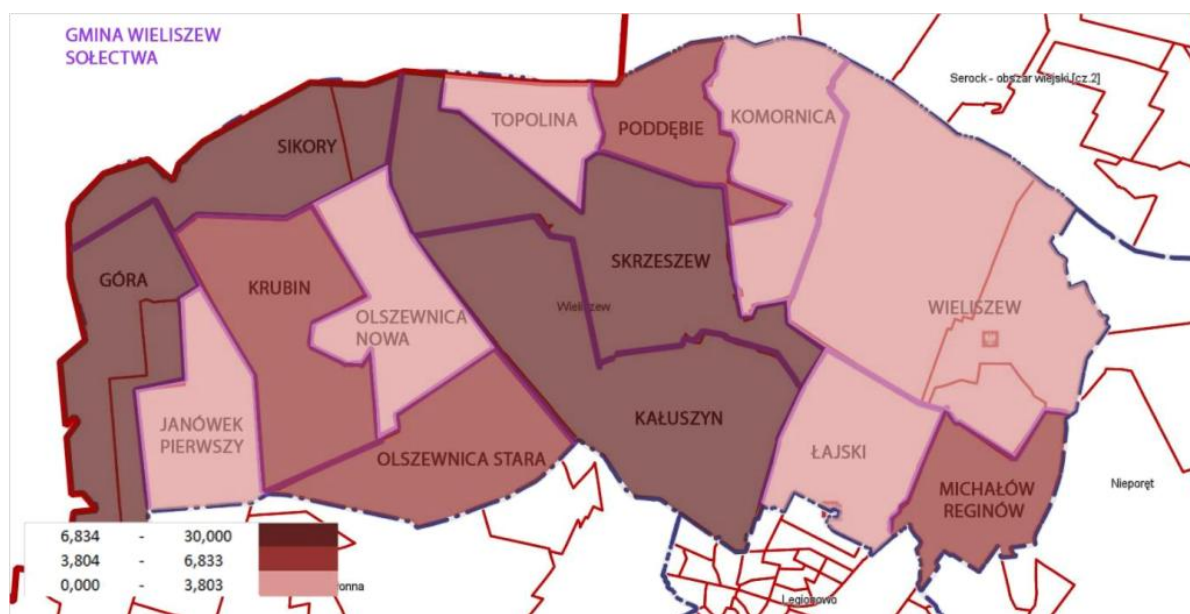 GMINA WIELISZEW
SOŁECTWA
Serock - obszar wiejski [cz.2]
TOPOLINA
PODDĘBIE
KOMORNICA
SIKORY
SKRZESZEW
GÓRA
KRUBIN
Wieliszew
WIELISZEW
OLSZEWNICA
NOWA
JANÓWEK
PIERWSZY
KAŁUSZYN
OLSZEWNICA STARA
ŁAJSKI
MICHAŁÓW
REGINÓW
Nieporęt
6,834 - 30,000
3,804 - 6,833
0,000 - 3,803
onna
Legionowo